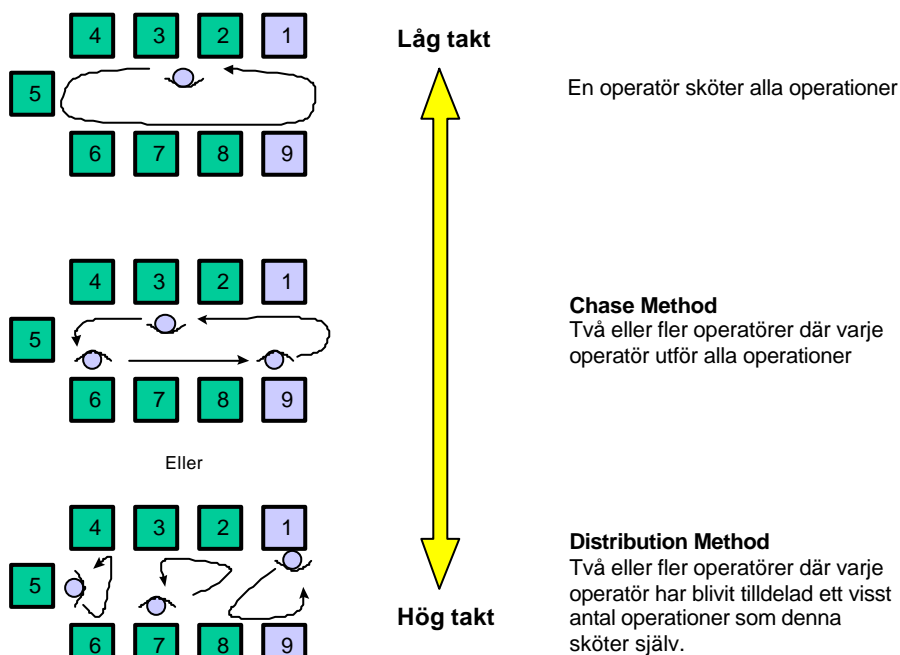 4 3 2 1
Låg takt
5
En operatör sköter alla operationer
6 7 8 9
4 3 2 1
Chase Method
5
Två eller fler operatörer där varje
operatör utför alla operationer
6 7 8 9
Eller
4 3 2 1
Distribution Method
5
Två eller fler operatörer där varje
operatör har blivit tilldelad ett visst
Hög takt
antal operationer som denna
6 7 8 9
sköter själv.